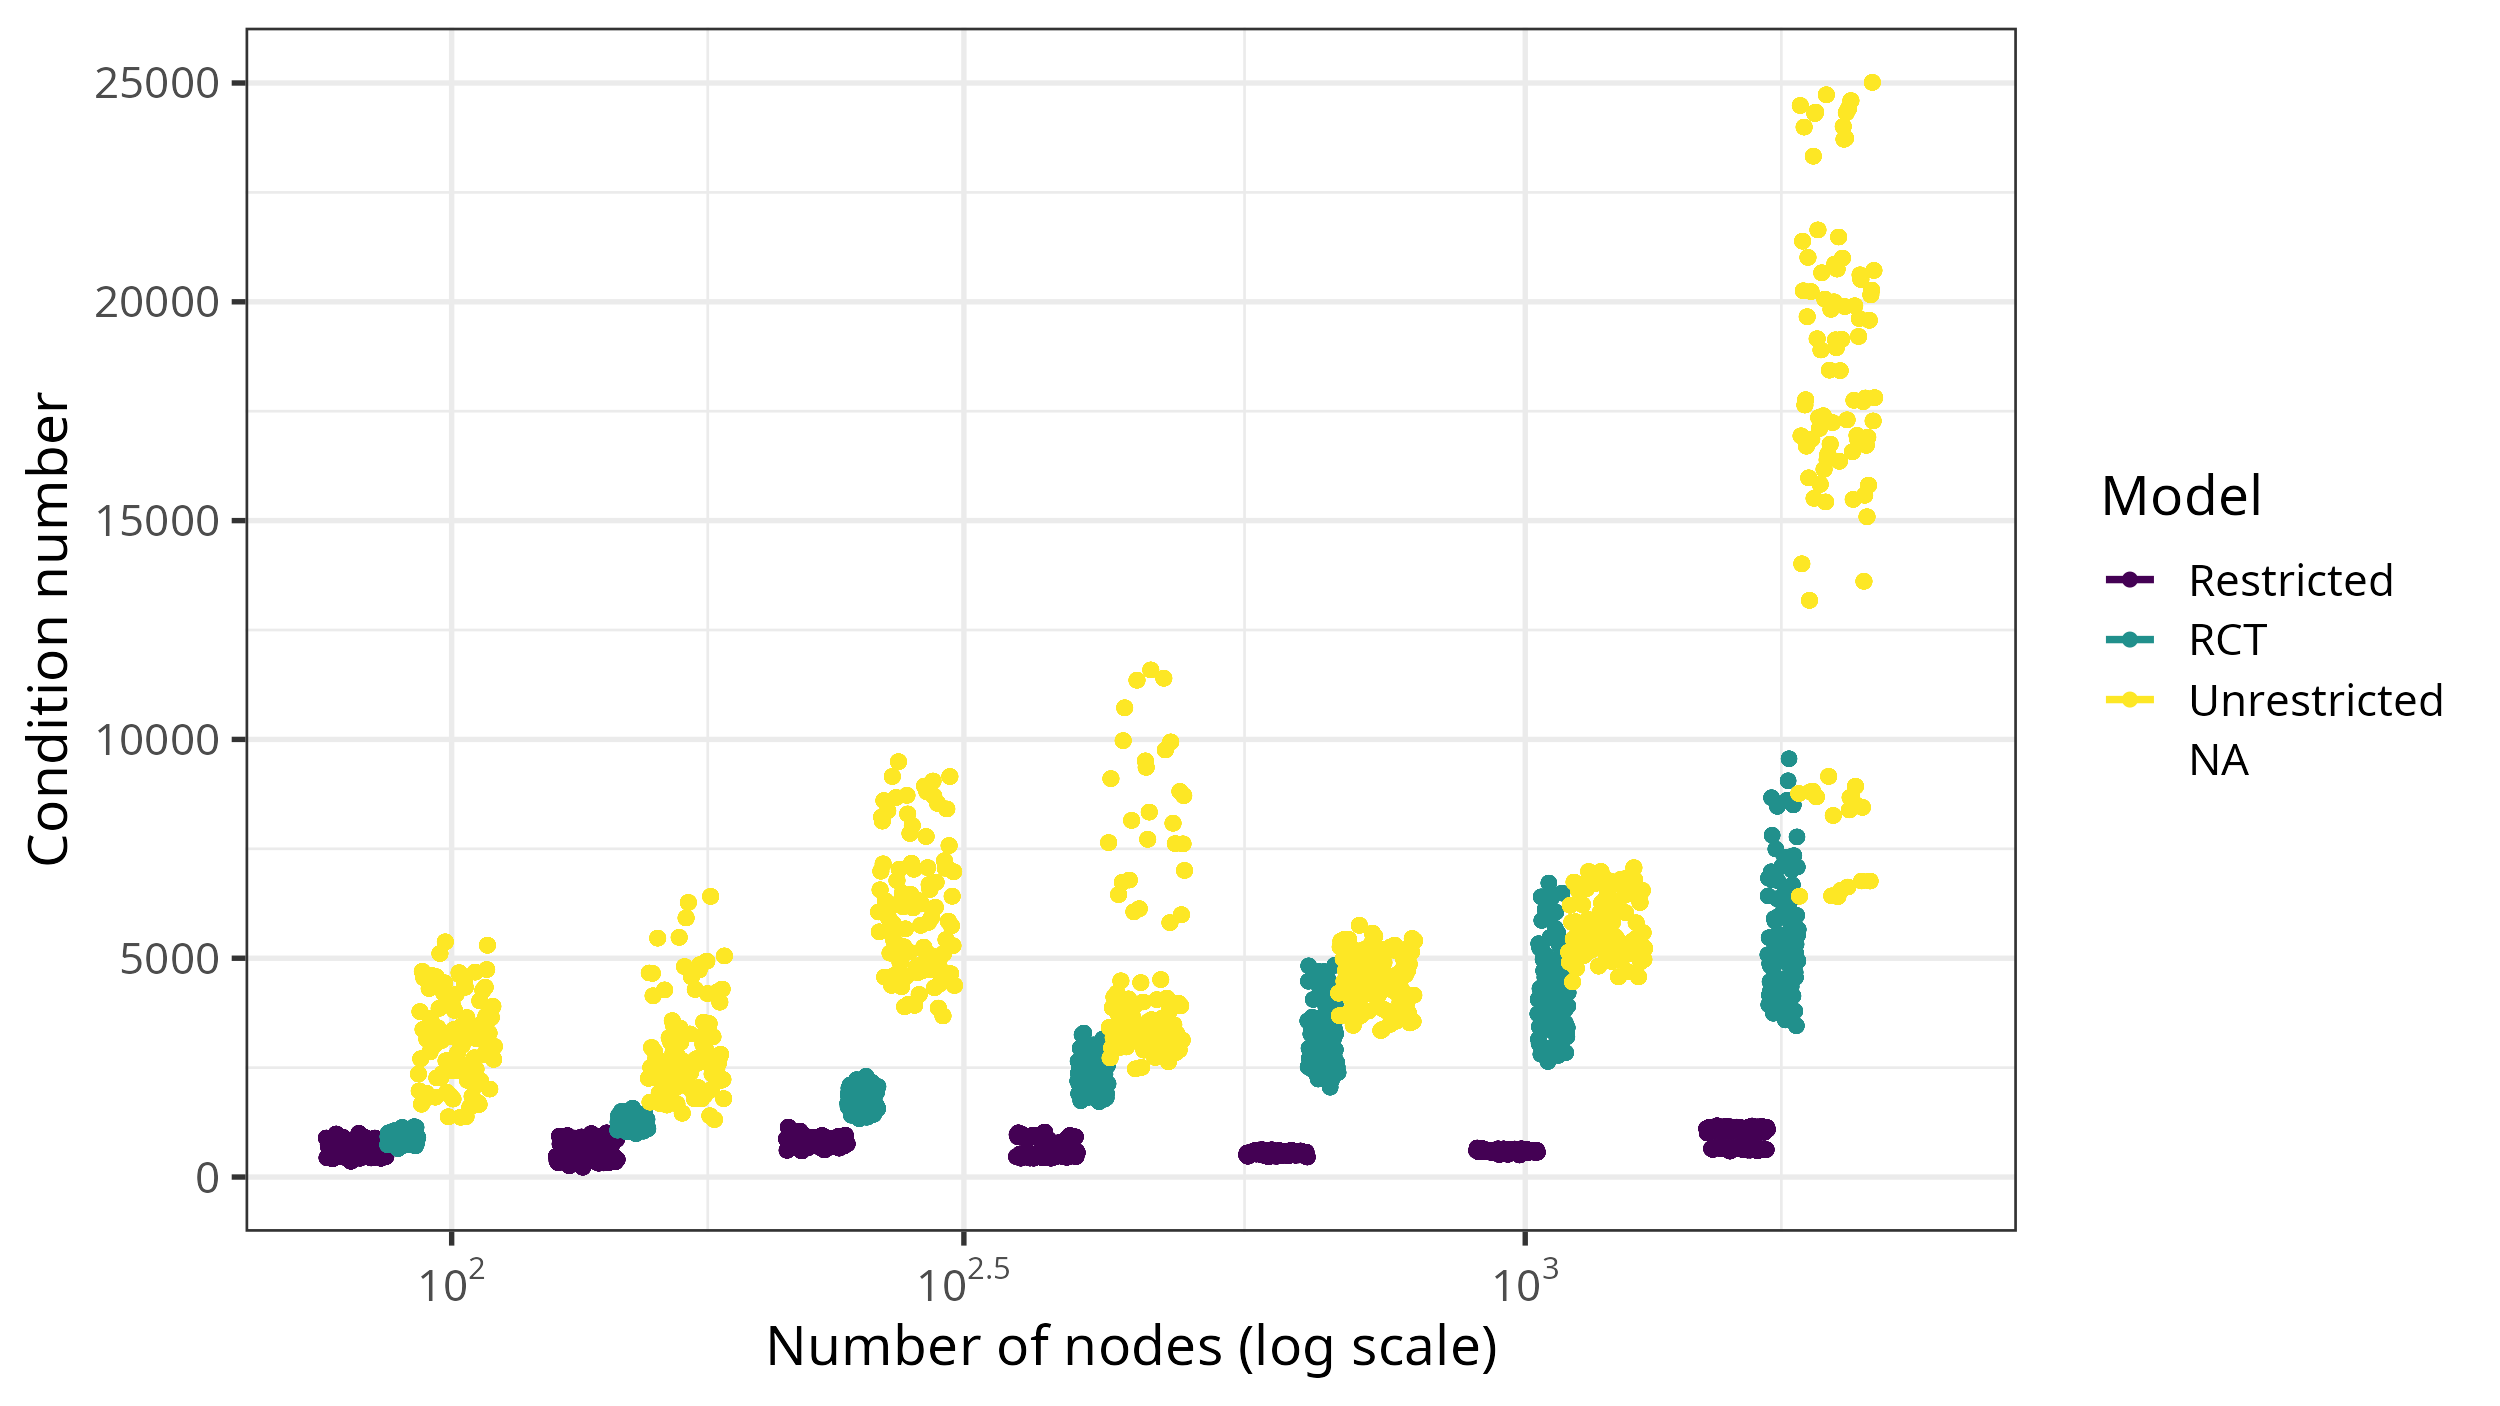 25000
20000
15000
10000
5000
0
Condition number
10^2
10^2.5
10^3
Number of nodes (log scale)
Model
Restricted
RCT
Unrestricted
NA